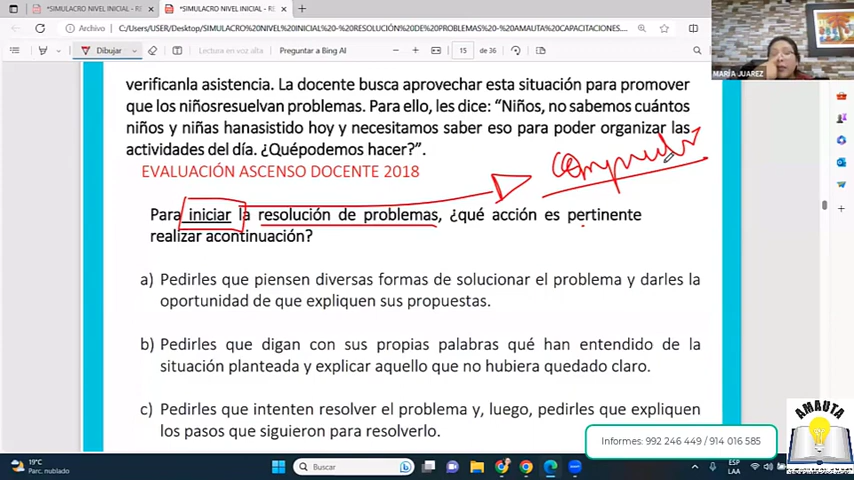 *SIMULACRO NIVEL INICIAL - RE
*SIMULACRO NIVEL INICIAL - RES
Archivo
C:/Users/USER/Desktop/SIMULACRO%20NIVEL%20INICIAL%20-%20RESOLUCIÓN%20DE%20PROBLEMAS%20-%20AMAUTA%20CAPACITACIONES....
Dibujar
Lectura en voz alta
Preguntar a Bing AI
15
de 36
MARÍA JUAREZ
verificanla asistencia. La docente busca aprovechar esta situación para promover
que los niñosresuelvan problemas. Para ello, les dice: “Niños, no sabemos cuántos
niños y niñas hanasistido hoy y necesitamos saber eso para poder organizar las
actividades del día. ¿Quépodemos hacer?”.
comprender
EVALUACIÓN ASCENSO DOCENTE 2018
Para iniciar la resolución de problemas, ¿qué acción es pertinente
realizar acontinuación?
a) Pedirles que piensen diversas formas de solucionar el problema y darles la
oportunidad de que expliquen sus propuestas.
b) Pedirles que digan con sus propias palabras qué han entendido de la
situación planteada y explicar aquello que no hubiera quedado claro.
c) Pedirles que intenten resolver el problema y, luego, pedirles que expliquen
los pasos que siguieron para resolverlo.
AMAUTA
Informes: 992 246 449 / 914 016 585
19°C
Parc. nublado
Buscar
ESP
LAA